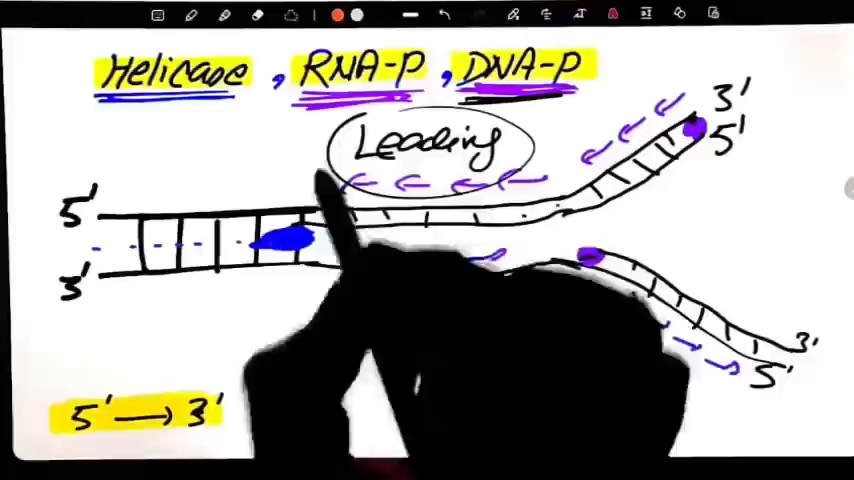 Helicase, RNA-P, DNA-P
3'
5'
Leading
5'
3'
3'
5'
5' → 3'